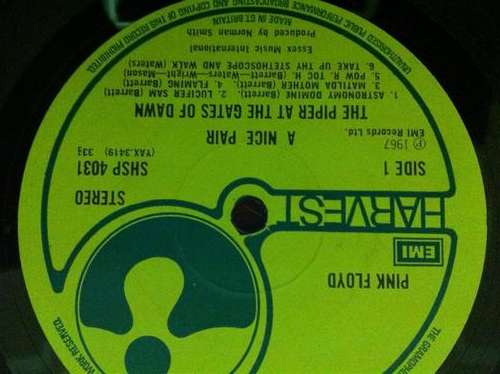 THE GRAMOPHO
WORK RESERVED.
PINK FLOYD
EMI
HARVEST
STEREO
SIDE 1
SHSP 4031
℗ 1967
(YAX.3419) 33⅓
EMI Records Ltd.
A NICE PAIR
THE PIPER AT THE GATES OF DAWN
1. ASTRONOMY DOMINE (Barrett) 2. LUCIFER SAM (Barrett)
3. MATILDA MOTHER (Barrett) 4. FLAMING (Barrett)
5. POW R. TOC H. (Barrett—Waters—Wright—Mason)
6. TAKE UP THY STETHOSCOPE AND WALK (Waters)
Essex Music International
Produced by Norman Smith
MADE IN GT. BRITAIN
UNAUTHORISED PUBLIC PERFORMANCE BROADCASTING AND COPYING OF THIS RECORD PROHIBITED.